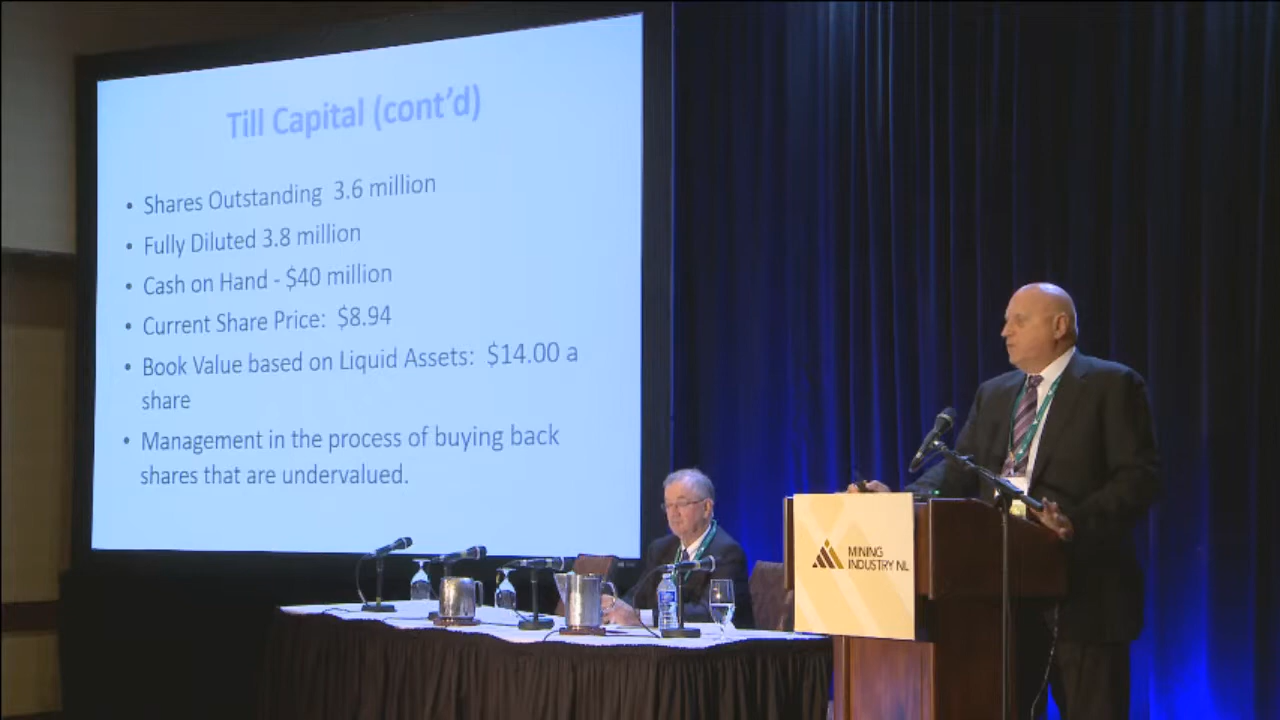 Till Capital (cont'd)
• Shares Outstanding  3.6 million
• Fully Diluted 3.8 million
• Cash on Hand - $40 million
• Current Share Price:  $8.94
• Book Value based on Liquid Assets:  $14.00 a
share
• Management in the process of buying back
shares that are undervalued.
MINING
INDUSTRY NL